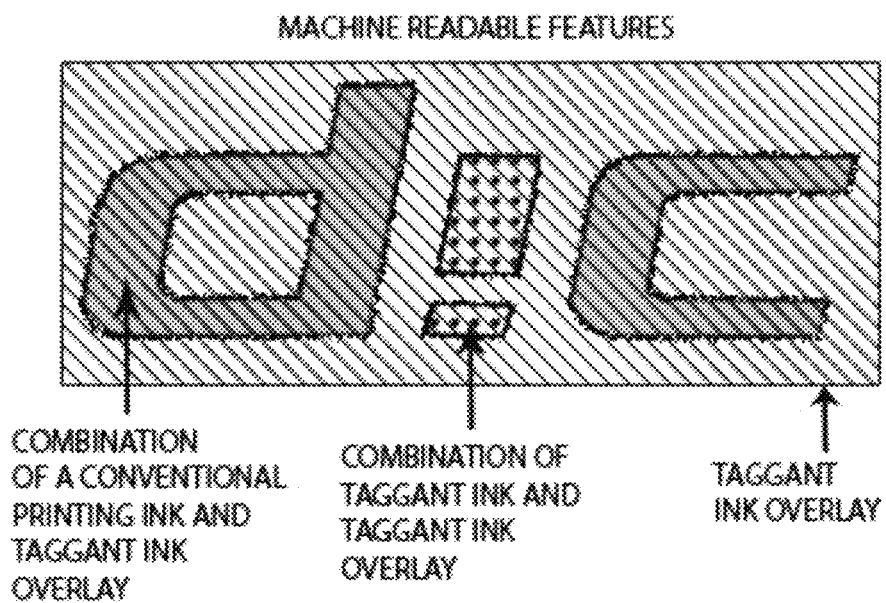 MACHINE READABLE FEATURES
d!c
COMBINATION
OF A CONVENTIONAL
PRINTING INK AND
TAGGANT INK
OVERLAY
COMBINATION OF
TAGGANT INK AND
TAGGANT INK
OVERLAY
TAGGANT
INK OVERLAY